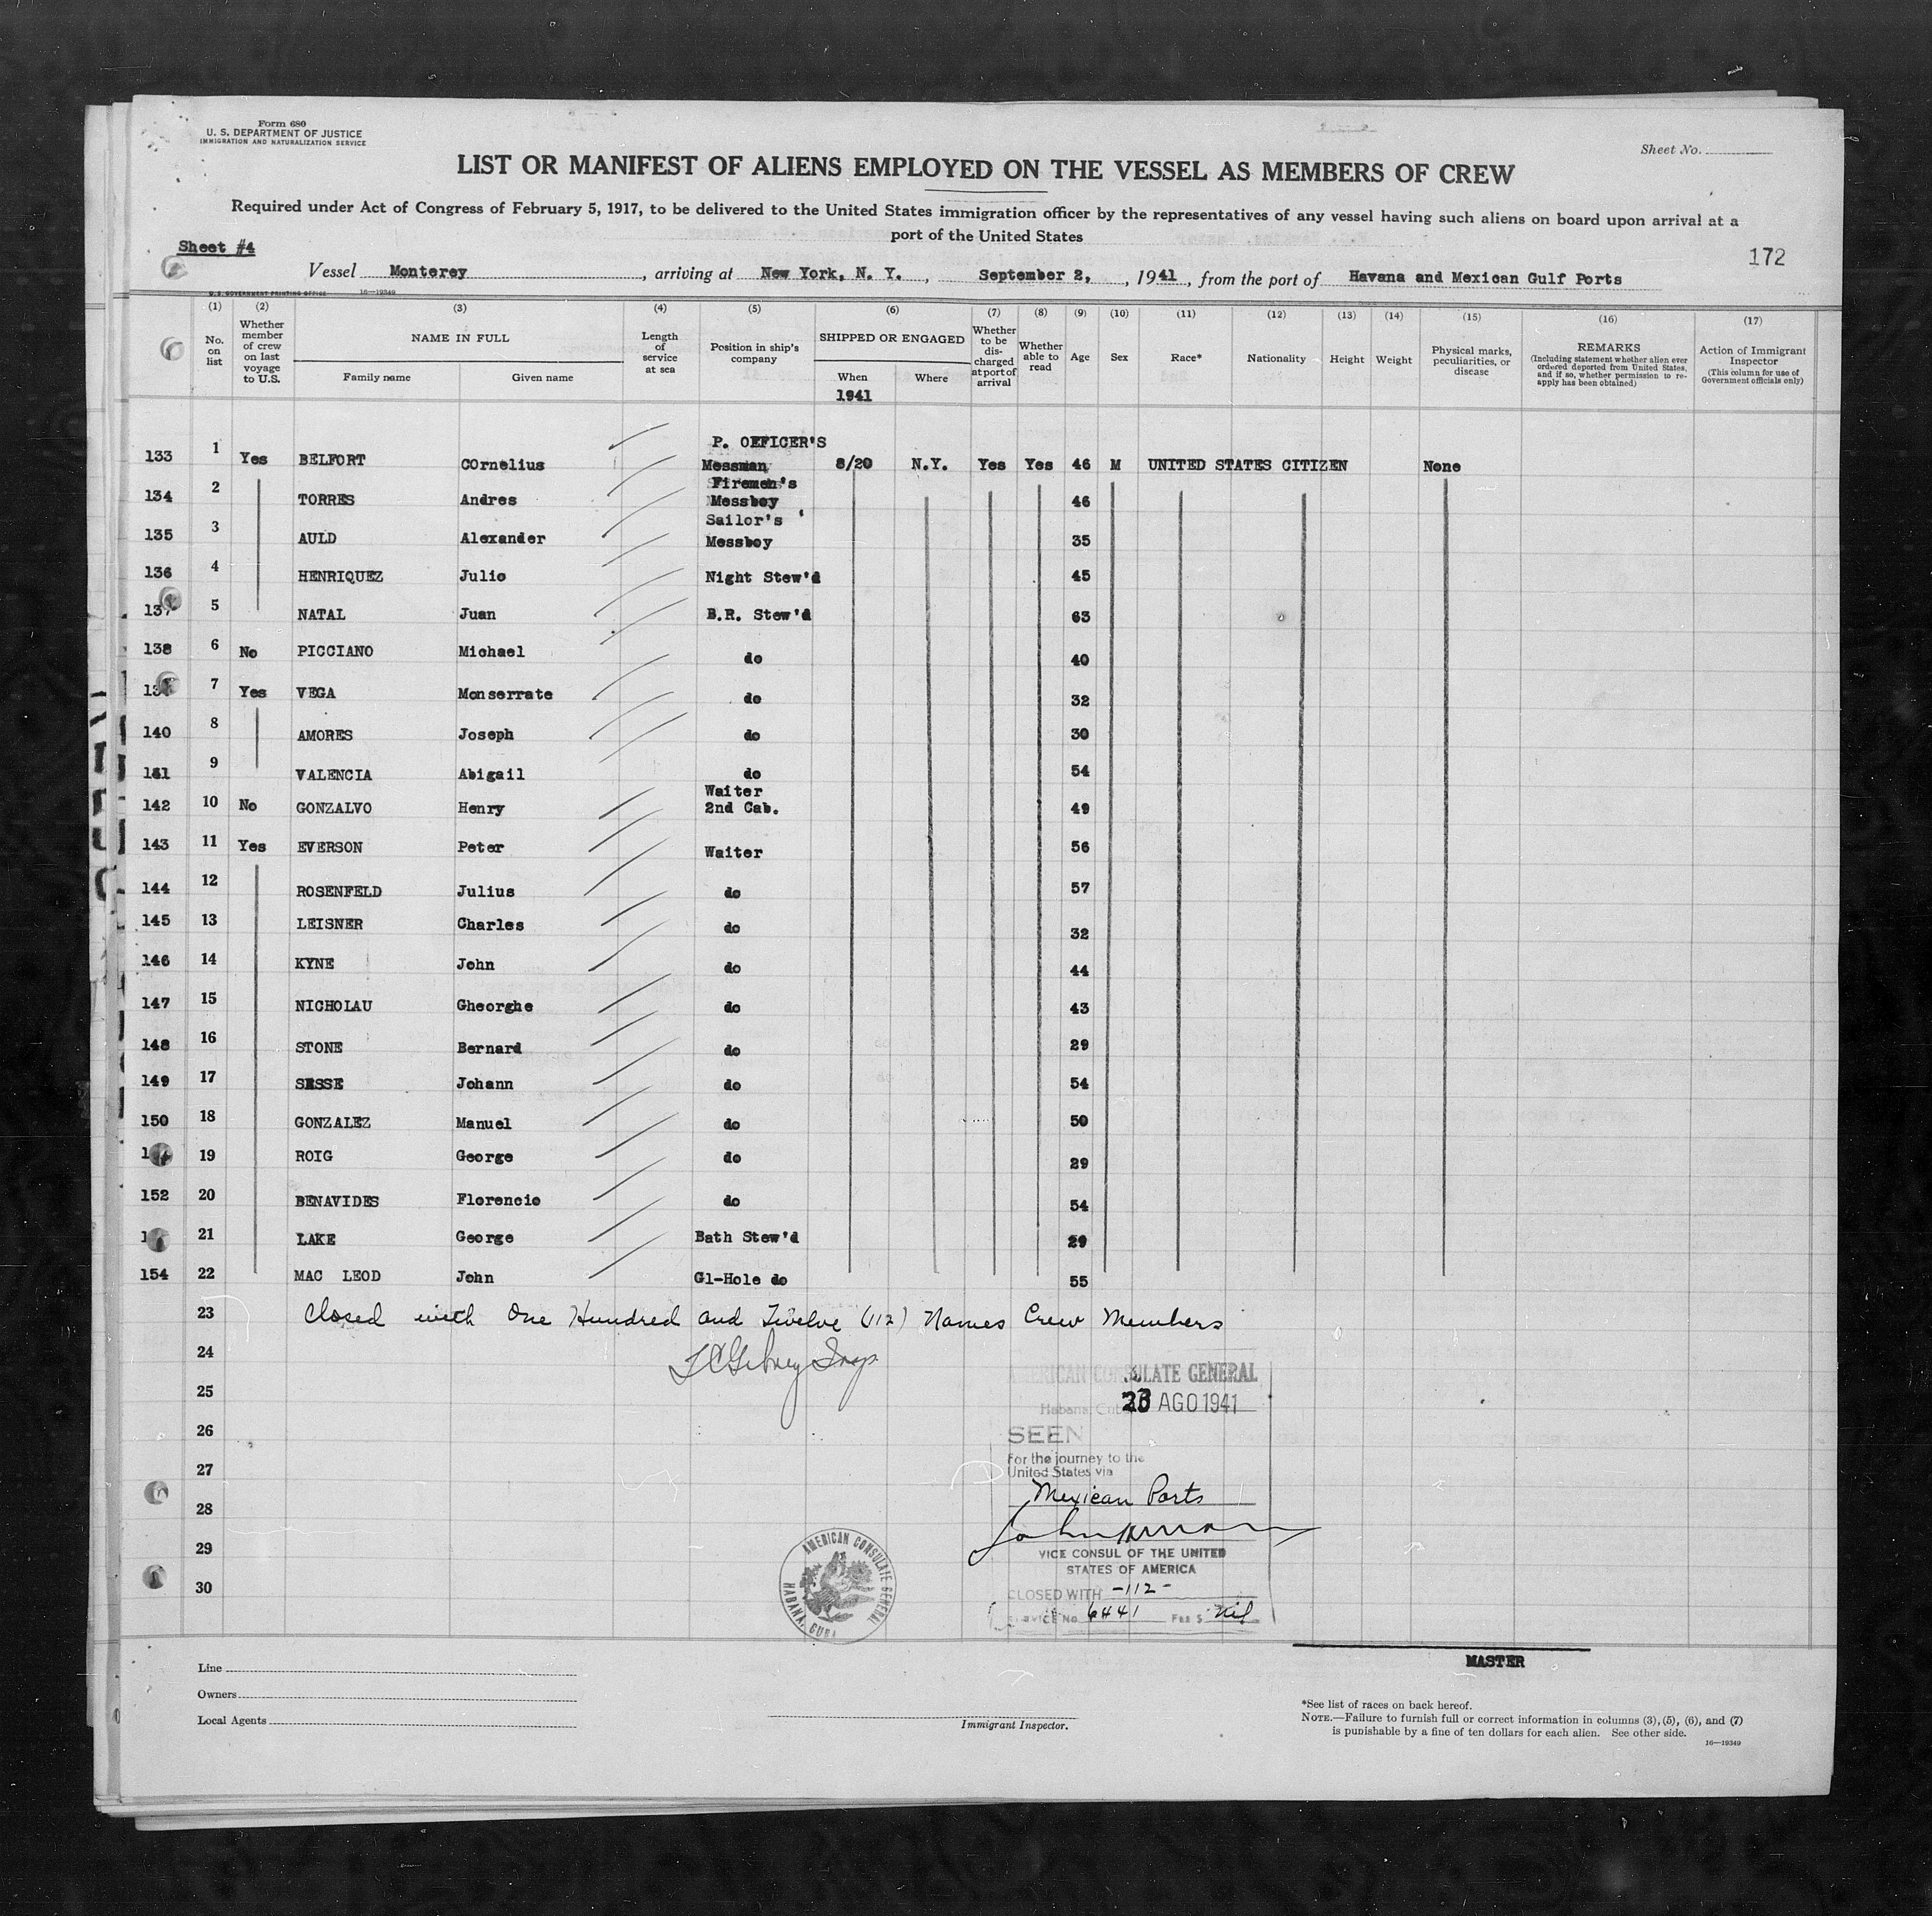 Form 680
U. S. DEPARTMENT OF JUSTICE
IMMIGRATION AND NATURALIZATION SERVICE
Sheet No.
LIST OR MANIFEST OF ALIENS EMPLOYED ON THE VESSEL AS MEMBERS OF CREW
Required under Act of Congress of February 5, 1917, to be delivered to the United States immigration officer by the representatives of any vessel having such aliens on board upon arrival at a
port of the United States
Sheet #4
172
Vessel Monterey, arriving at New York, N. Y., September 2, 1941, from the port of Havana and Mexican Gulf Ports
U. S. GOVERNMENT PRINTING OFFICE 16—19349
(1) (2) (3) (4) (5) (6) (7) (8) (9) (10) (11) (12) (13) (14) (15) (16) (17)
No. on list
Whether member of crew on last voyage to U.S.
NAME IN FULL
Family name Given name
Length of service at sea
Position in ship's company
SHIPPED OR ENGAGED
When Where
1941
Whether to be discharged at port of arrival
Whether able to read
Age Sex Race* Nationality Height Weight
Physical marks, peculiarities, or disease
REMARKS
(Including statement whether alien ever ordered deported from United States, and if so, whether permission to reapply has been obtained)
Action of Immigrant Inspector
(This column for use of Government officials only)
P. OFFICER'S
133 1 Yes BELFORT COrnelius Messman 8/20 N.Y. Yes Yes 46 M UNITED STATES CITIZEN None
Firemen's
134 2 TORRES Andres Messboy 46
Sailor's
135 3 AULD Alexander Messboy 35
136 4 HENRIQUEZ Julio Night Stew'd 45
137 5 NATAL Juan B.R. Stew'd 63
138 6 No PICCIANO Michael do 40
7 Yes VEGA Monserrate do 32
140 8 AMORES Joseph do 30
141 9 VALENCIA Abigail do 54
Waiter
142 10 No GONZALVO Henry 2nd Cab. 49
143 11 Yes EVERSON Peter Waiter 56
144 12 ROSENFELD Julius do 57
145 13 LEISNER Charles do 32
146 14 KYNE John do 44
147 15 NICHOLAU Gheorghe do 43
148 16 STONE Bernard do 29
149 17 SESSE Johann do 54
150 18 GONZALEZ Manuel do 50
19 ROIG George do 29
152 20 BENAVIDES Florencio do 54
21 LAKE George Bath Stew'd 29
154 22 MAC LEOD John Gl-Hole do 55
23 Closed with One Hundred and Twelve (112) Names Crew Members
24
25
26
27
28
29
30
AMERICAN CONSULATE GENERAL
Habana, Cuba
AGO 1941
SEEN
For the journey to the
United States via
Mexican Ports
VICE CONSUL OF THE UNITED
STATES OF AMERICA
CLOSED WITH -112-
SERVICE No. 6441 FEE $ Nil
AMERICAN CONSULATE GENERAL
HABANA, CUBA
MASTER
Line
Owners
Local Agents
Immigrant Inspector.
*See list of races on back hereof.
NOTE.—Failure to furnish full or correct information in columns (3), (5), (6), and (7)
is punishable by a fine of ten dollars for each alien. See other side.
16—19349